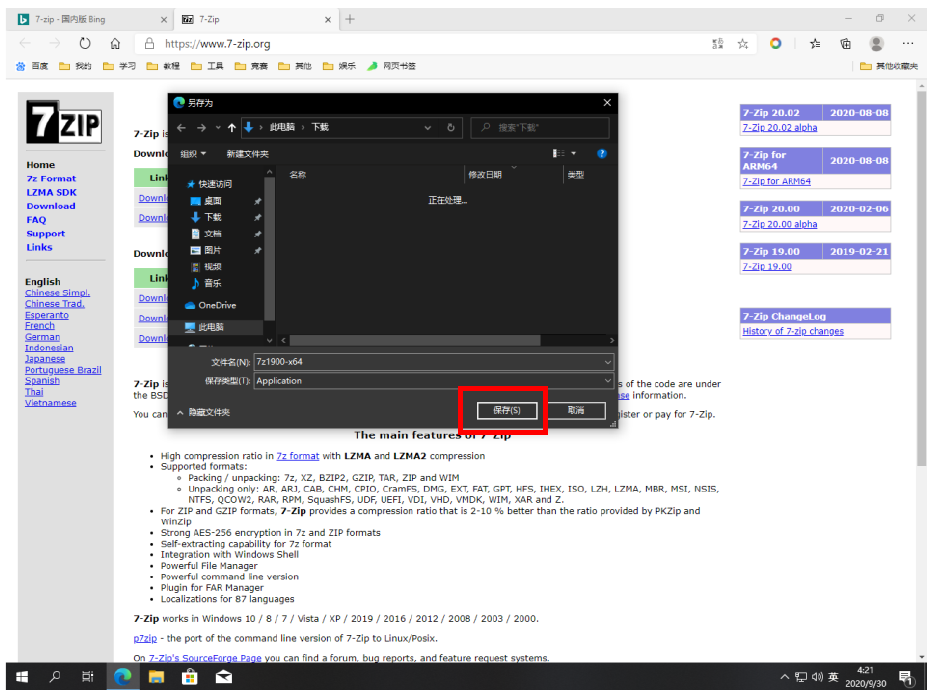 7-zip - 国内版 Bing
7-Zip
https://www.7-zip.org
百度 我的 学习 教程 工具 竞赛 其他 娱乐 网页书签 其他收藏夹
7ZIP
Home
7z Format
LZMA SDK
Download
FAQ
Support
Links
English
Chinese Simpl.
Chinese Trad.
Esperanto
French
German
Indonesian
Japanese
Portuguese Brazil
Spanish
Thai
Vietnamese
7-Zip is
Downlo
Link
Downl
Downl
Downlo
Link
Downl
Downl
Downl
另存为
此电脑 › 下载
搜索"下载"
组织 新建文件夹
快速访问
桌面
下载
文档
图片
视频
音乐
OneDrive
此电脑
名称 修改日期 类型
正在处理...
文件名(N): 7z1900-x64
保存类型(T): Application
隐藏文件夹
保存(S) 取消
7-Zip 20.02 2020-08-08
7-Zip 20.02 alpha
7-Zip for ARM64 2020-08-08
7-Zip for ARM64
7-Zip 20.00 2020-02-06
7-Zip 20.00 alpha
7-Zip 19.00 2019-02-21
7-Zip 19.00
7-Zip ChangeLog
History of 7-zip changes
7-Zip is s of the code are under
the BSD se information.
You can gister or pay for 7-Zip.
The main features of 7-Zip
High compression ratio in 7z format with LZMA and LZMA2 compression
Supported formats:
Packing / unpacking: 7z, XZ, BZIP2, GZIP, TAR, ZIP and WIM
Unpacking only: AR, ARJ, CAB, CHM, CPIO, CramFS, DMG, EXT, FAT, GPT, HFS, IHEX, ISO, LZH, LZMA, MBR, MSI, NSIS,
NTFS, QCOW2, RAR, RPM, SquashFS, UDF, UEFI, VDI, VHD, VMDK, WIM, XAR and Z.
For ZIP and GZIP formats, 7-Zip provides a compression ratio that is 2-10 % better than the ratio provided by PKZip and
WinZip
Strong AES-256 encryption in 7z and ZIP formats
Self-extracting capability for 7z format
Integration with Windows Shell
Powerful File Manager
Powerful command line version
Plugin for FAR Manager
Localizations for 87 languages
7-Zip works in Windows 10 / 8 / 7 / Vista / XP / 2019 / 2016 / 2012 / 2008 / 2003 / 2000.
p7zip - the port of the command line version of 7-Zip to Linux/Posix.
On 7-Zip's SourceForge Page you can find a forum, bug reports, and feature request systems.
英
4:21
2020/9/30